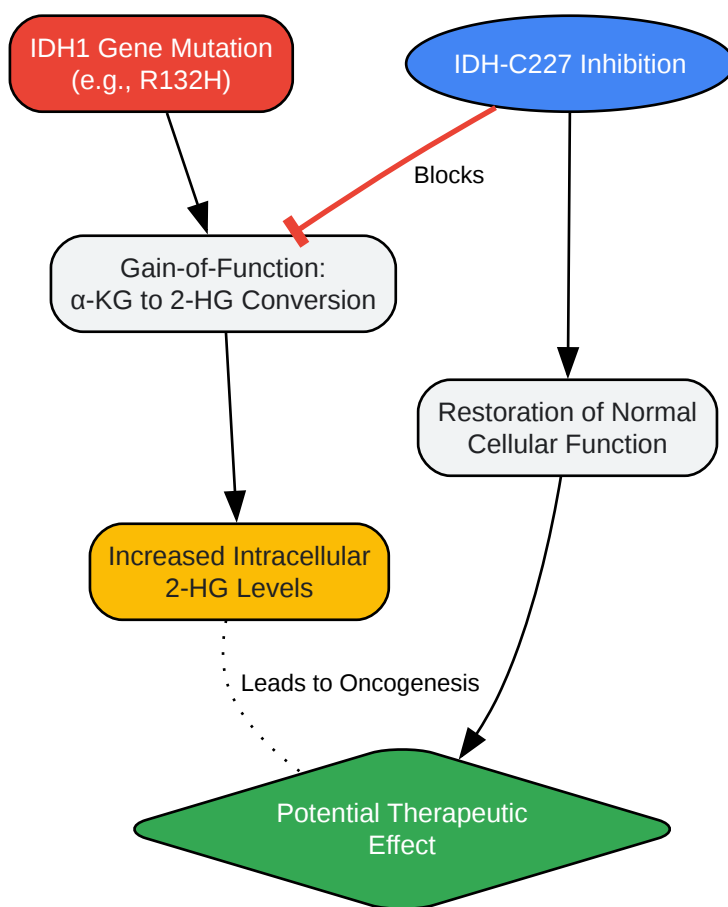 IDH1 Gene Mutation
(e.g., R132H)
IDH-C227 Inhibition
Blocks
Gain-of-Function:
α-KG to 2-HG Conversion
Restoration of Normal
Cellular Function
Increased Intracellular
2-HG Levels
Leads to Oncogenesis
Potential Therapeutic
Effect